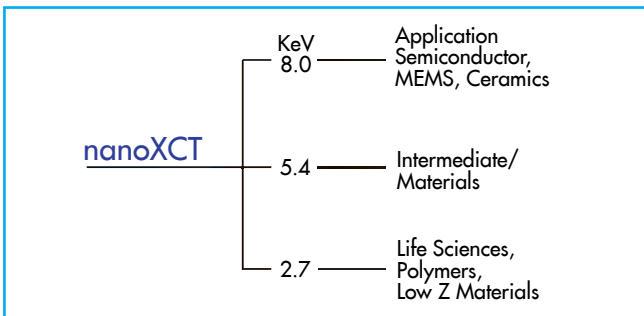 KeV
8.0
Application
Semiconductor,
MEMS, Ceramics
nanoXCT
5.4
Intermediate/
Materials
2.7
Life Sciences,
Polymers,
Low Z Materials